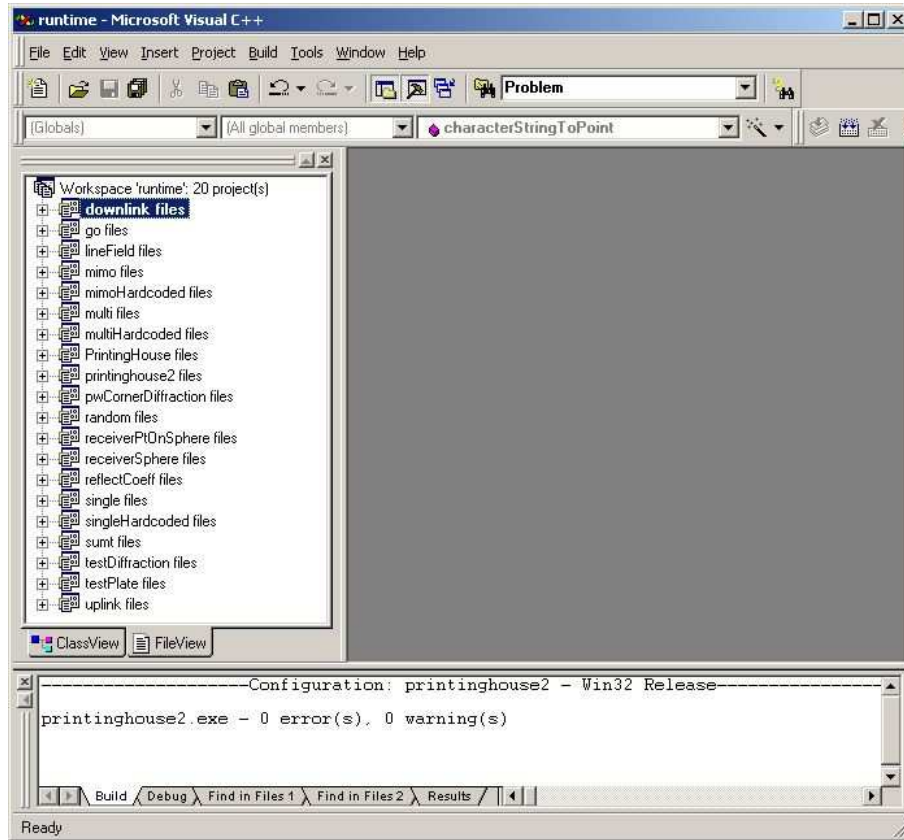 runtime - Microsoft Visual C++
File Edit View Insert Project Build Tools Window Help
Problem
(Globals) (All global members) characterStringToPoint
Workspace 'runtime': 20 project(s)
downlink files
go files
lineField files
mimo files
mimoHardcoded files
multi files
multiHardcoded files
PrintingHouse files
printinghouse2 files
pwCornerDiffraction files
random files
receiverPtOnSphere files
receiverSphere files
reflectCoeff files
single files
singleHardcoded files
sumt files
testDiffraction files
testPlate files
uplink files
ClassView FileView
--------------------Configuration: printinghouse2 - Win32 Release--------------------
printinghouse2.exe - 0 error(s), 0 warning(s)
Build Debug Find in Files 1 Find in Files 2 Results
Ready